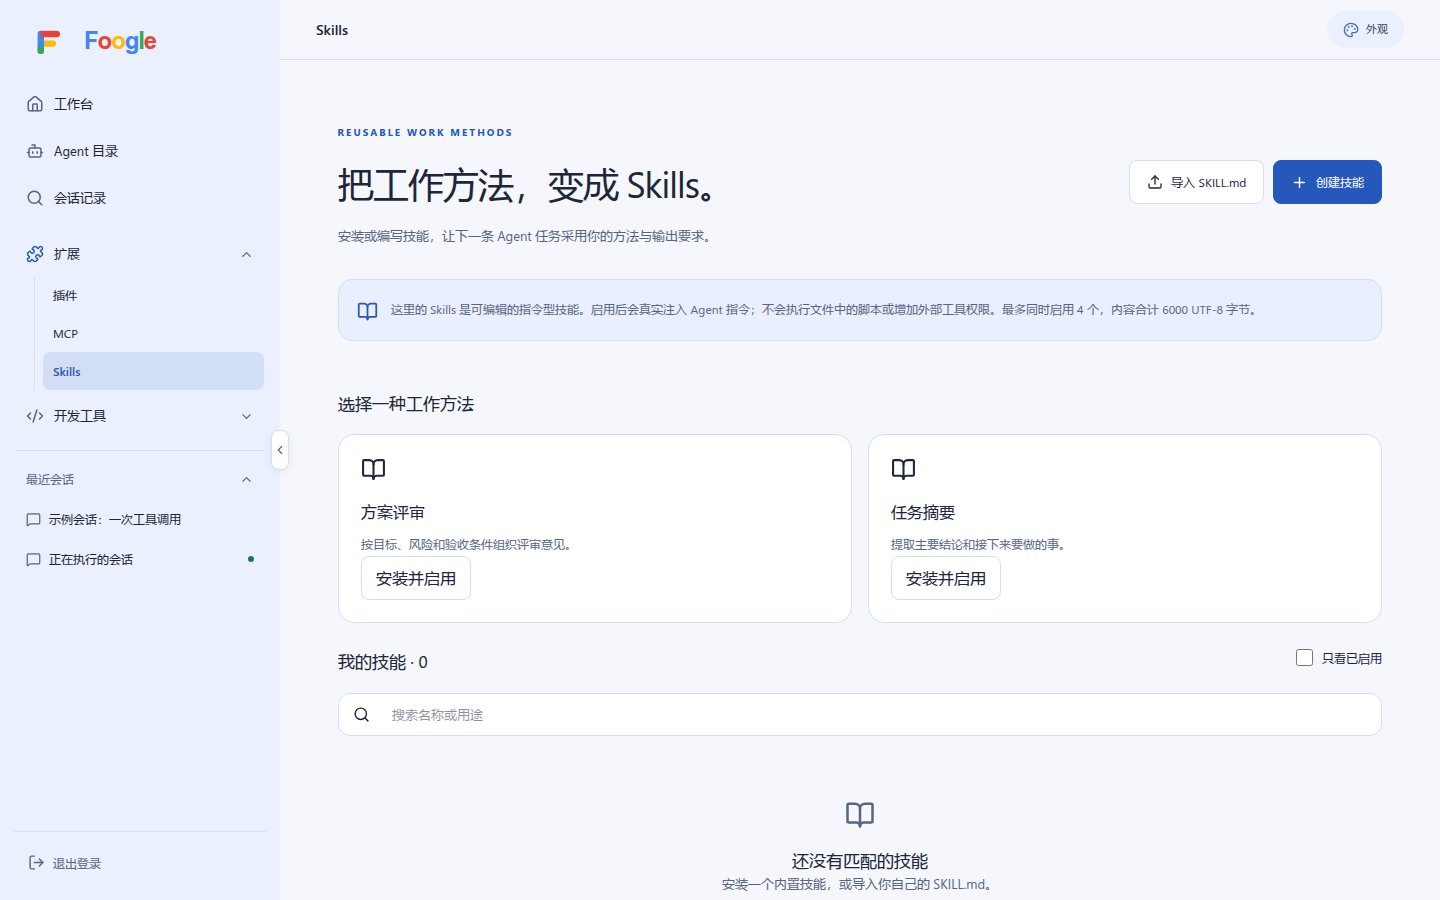 Foogle
工作台
Agent 目录
会话记录
扩展
插件
MCP
Skills
开发工具
最近会话
示例会话：一次工具调用
正在执行的会话
退出登录
Skills
外观
REUSABLE WORK METHODS
把工作方法，变成 Skills。
安装或编写技能，让下一条 Agent 任务采用你的方法与输出要求。
导入 SKILL.md
创建技能
这里的 Skills 是可编辑的指令型技能。启用后会真实注入 Agent 指令；不会执行文件中的脚本或增加外部工具权限。最多同时启用 4 个，内容合计 6000 UTF-8 字节。
选择一种工作方法
方案评审
按目标、风险和验收条件组织评审意见。
安装并启用
任务摘要
提取主要结论和接下来要做的事。
安装并启用
我的技能 · 0
只看已启用
搜索名称或用途
还没有匹配的技能
安装一个内置技能，或导入你自己的 SKILL.md。